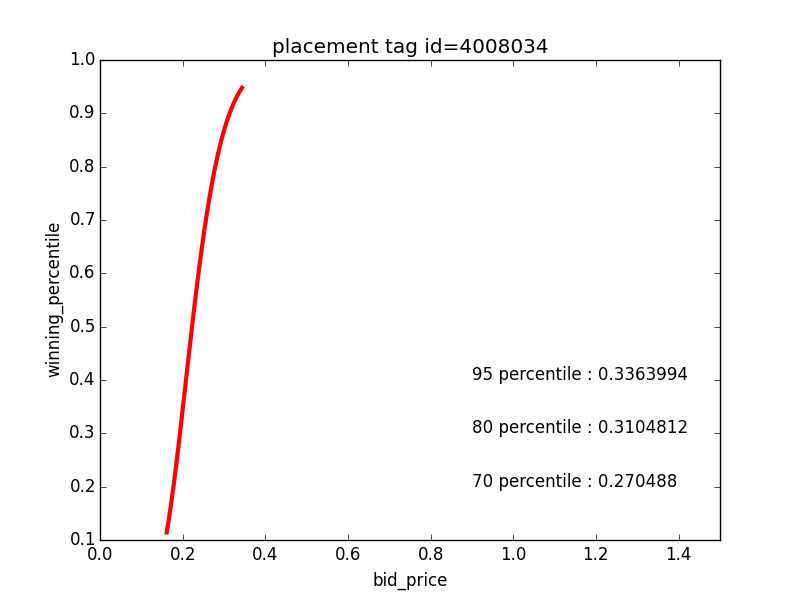 placement tag id=4008034
1.0
0.9
0.8
0.7
0.6
0.5
0.4
0.3
0.2
0.1
winning_percentile
95 percentile : 0.3363994
80 percentile : 0.3104812
70 percentile : 0.270488
0.0 0.2 0.4 0.6 0.8 1.0 1.2 1.4
bid_price